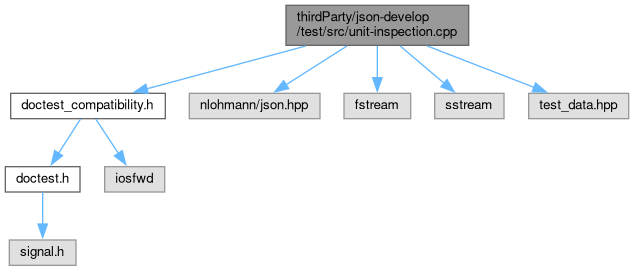 thirdParty/json-develop
/test/src/unit-inspection.cpp
doctest_compatibility.h
nlohmann/json.hpp
fstream
sstream
test_data.hpp
doctest.h
iosfwd
signal.h